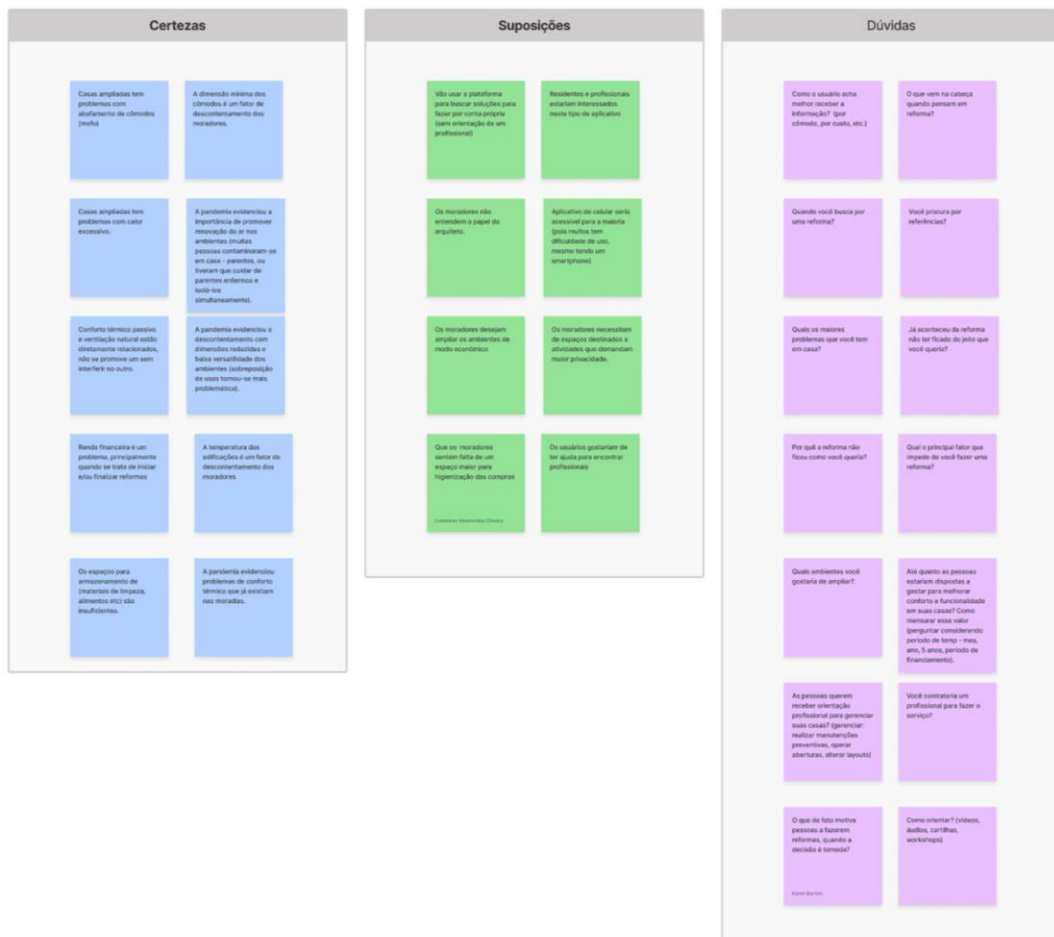 Certezas
Casas ampliadas tem
problemas com
abafamento de cômodos
(mofo)
A dimensão mínima dos
cômodos é um fator de
descontentamento dos
moradores.
Casas ampliadas tem
problemas com calor
excessivo.
A pandemia evidenciou a
importância de promover
renovação do ar nos
ambientes (muitas
pessoas contaminaram-se
em casa - parentes, ou
tiveram que cuidar de
parentes enfermos e
isolá-los
simultaneamente).
Conforto térmico passivo
e ventilação natural estão
diretamente relacionados,
não se promove um sem
interferir no outro.
A pandemia evidenciou o
descontentamento com
dimensões reduzidas e
baixa versatilidade dos
ambientes (sobreposição
de usos tornou-se mais
problemática).
Renda financeira é um
problema, principalmente
quando se trata de iniciar
e/ou finalizar reformas
A temperatura das
edificações é um fator de
descontentamento dos
moradores
Os espaços para
armazenamento de
(materiais de limpeza,
alimentos etc) são
insuficientes.
A pandemia evidenciou
problemas de conforto
térmico que já existiam
nas moradias.
Suposições
Vão usar a plataforma
para buscar soluções para
fazer por conta própria
(sem orientação de um
profissional)
Residentes e profissionais
estariam interessados
neste tipo de aplicativo
Os moradores não
entendem o papel do
arquiteto.
Aplicativo de celular seria
acessível para a maioria
(pois muitos tem
dificuldade de uso,
mesmo tendo um
smartphone)
Os moradores desejam
ampliar os ambientes de
modo econômico
Os moradores necessitam
de espaços destinados a
atividades que demandam
maior privacidade.
Que os moradores
sentem falta de um
espaço maior para
higienização das compras
Os usuários gostariam de
ter ajuda para encontrar
profissionais
Dúvidas
Como o usuário acha
melhor receber a
informação? (por
cômodo, por custo, etc.)
O que vem na cabeça
quando pensam em
reforma?
Quando você busca por
uma reforma?
Você procura por
referências?
Quais os maiores
problemas que você tem
em casa?
Já aconteceu da reforma
não ter ficado do jeito que
você queria?
Por quê a reforma não
ficou como você queria?
Qual o principal fator que
impede de você fazer uma
reforma?
Quais ambientes você
gostaria de ampliar?
Até quanto as pessoas
estariam dispostas a
gastar para melhorar
conforto e funcionalidade
em suas casas? Como
mensurar esse valor
(perguntar considerando
período de temp - mes,
ano, 5 anos, período de
financiamento).
As pessoas querem
receber orientação
profissional para gerenciar
suas casas? (gerenciar:
realizar manutenções
preventivas, operar
aberturas, alterar layouts)
Você contrataria um
profissional para fazer o
serviço?
O que de fato motiva
pessoas a fazerem
reformas, quando a
decisão é tomada?
Como orientar? (vídeos,
áudios, cartilhas,
workshops)